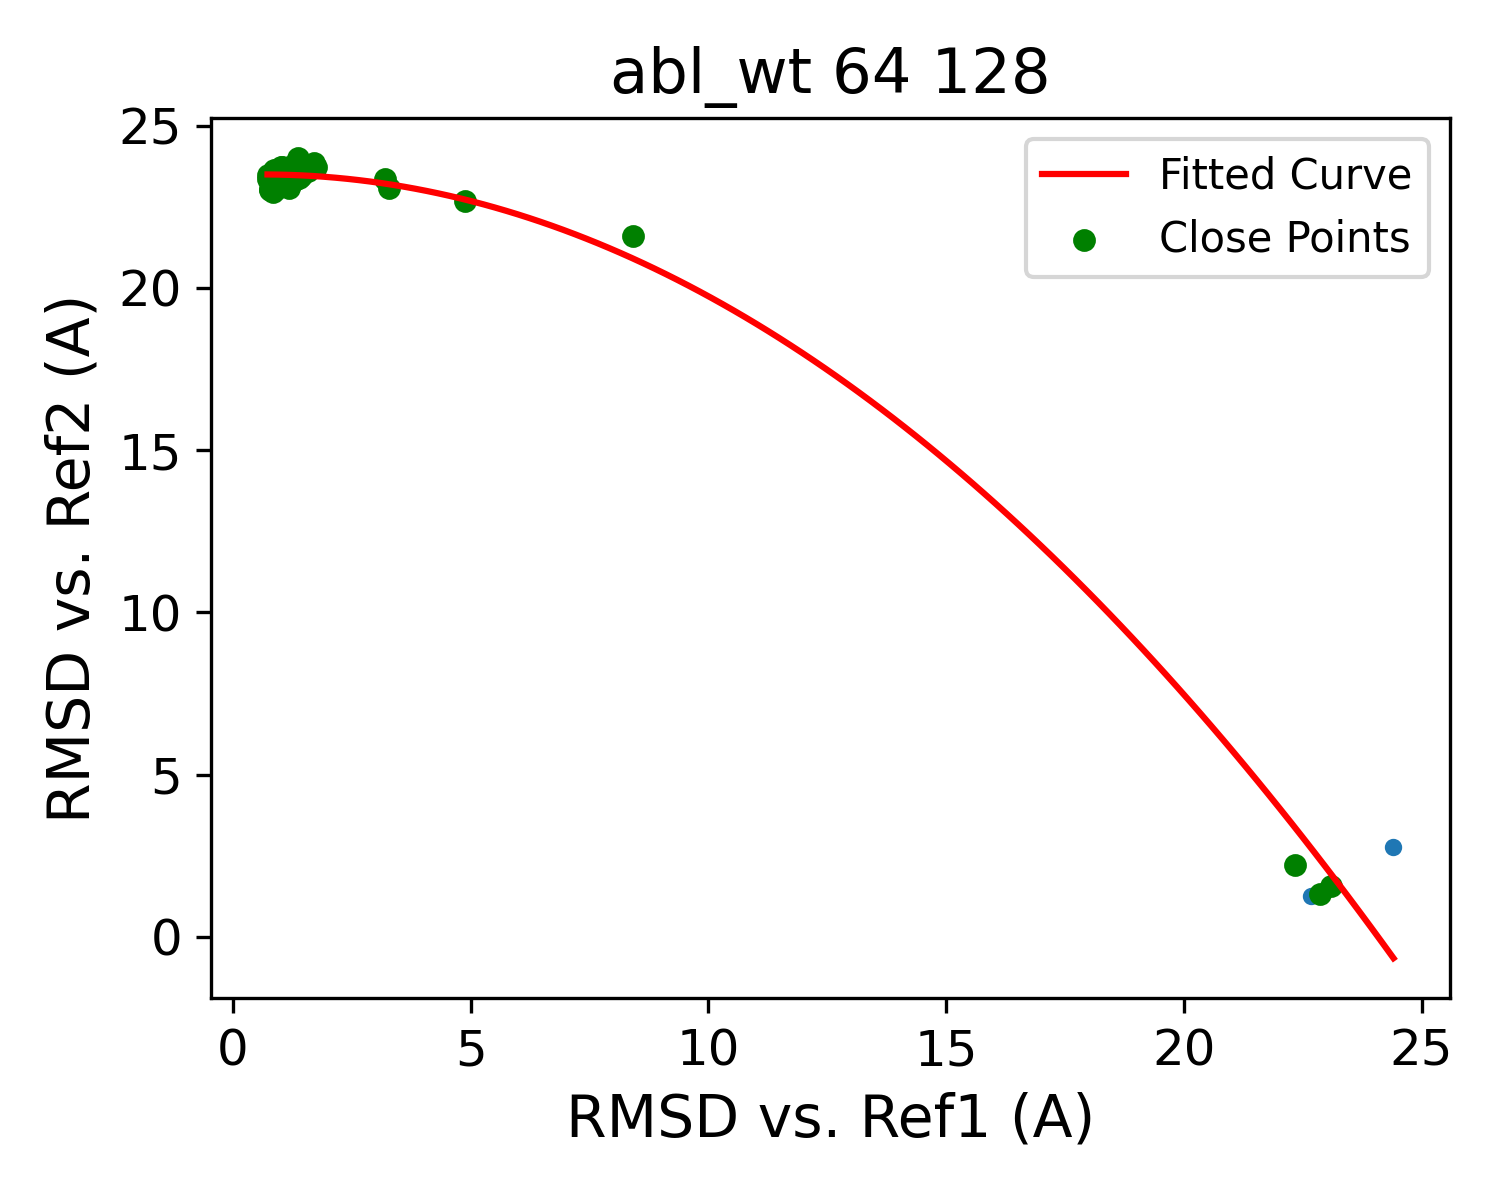 abl_wt 64 128
Fitted Curve
Close Points
RMSD vs. Ref2 (A)
25
20
15
10
5
0
0 5 10 15 20 25
RMSD vs. Ref1 (A)